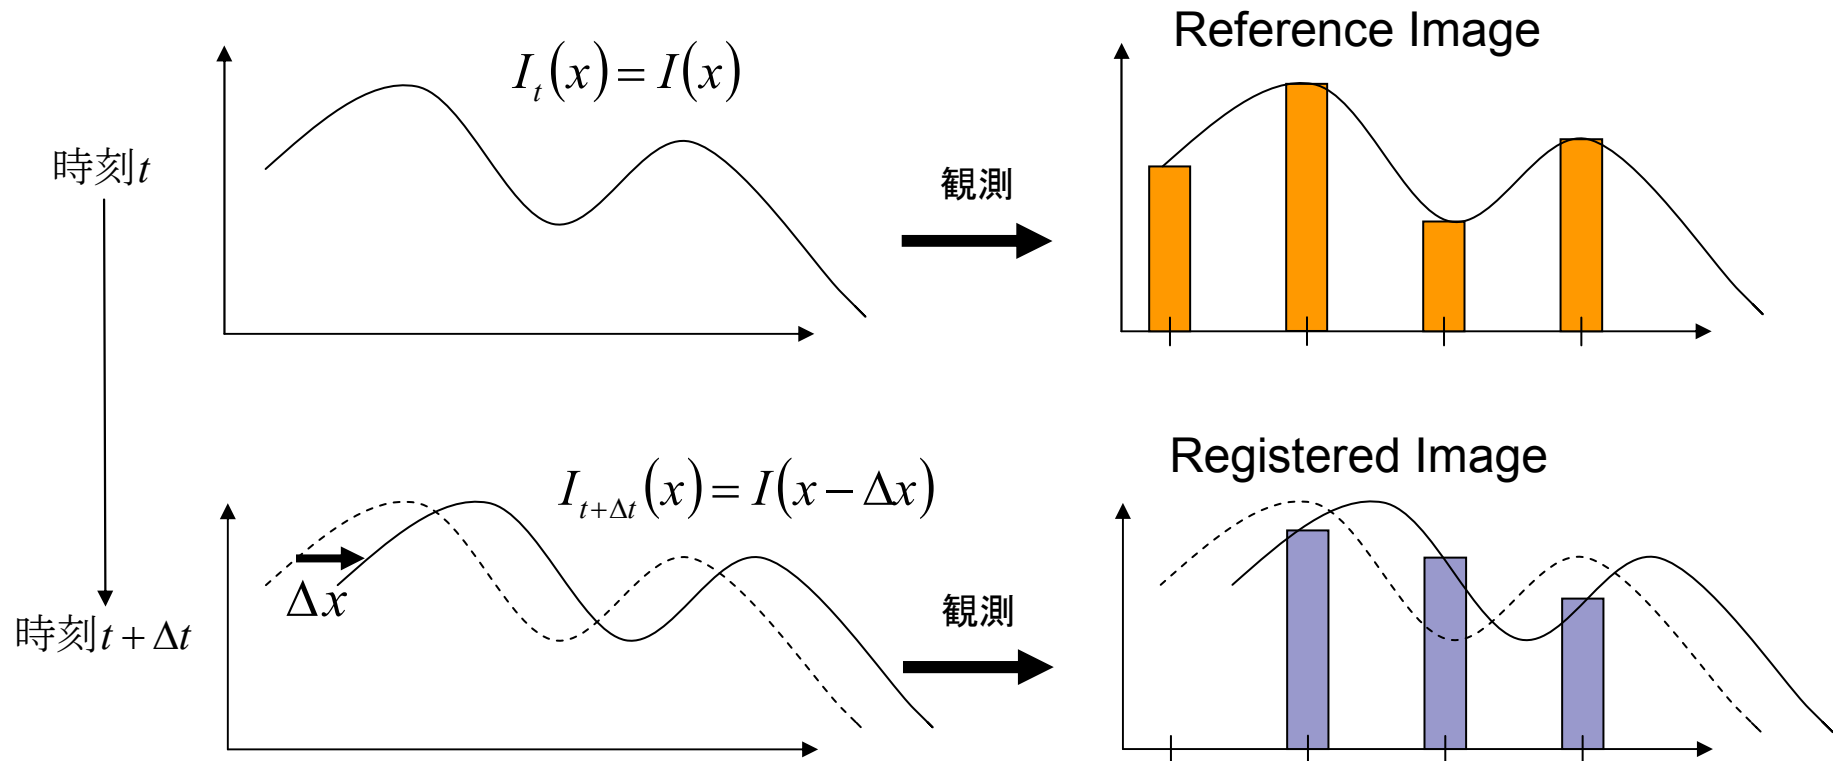 Reference Image
I_t(x) = I(x)
時刻t
観測
Registered Image
I_{t+Δt}(x) = I(x − Δx)
Δx
観測
時刻t + Δt